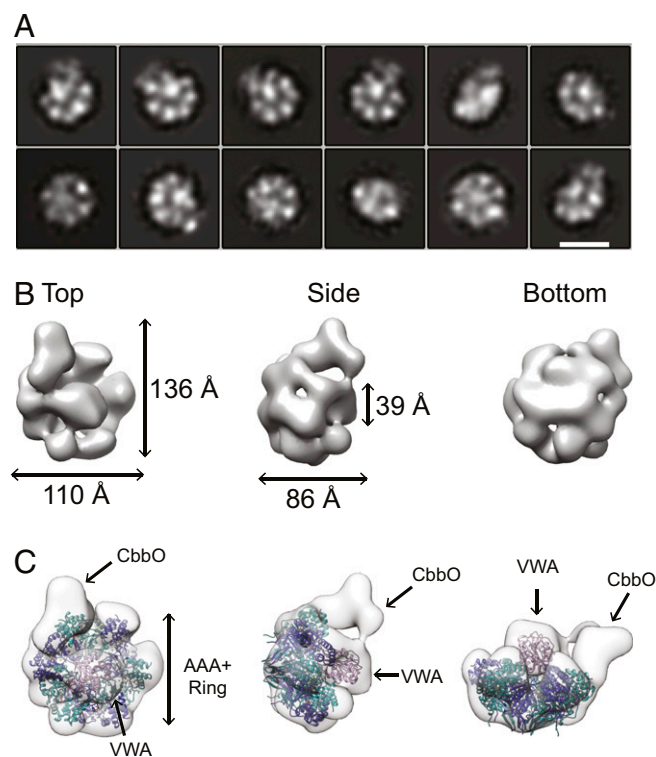 A
B Top Side Bottom
136 Å
39 Å
110 Å
86 Å
C
CbbO
CbbO
VWA
CbbO
AAA+
Ring
VWA
VWA